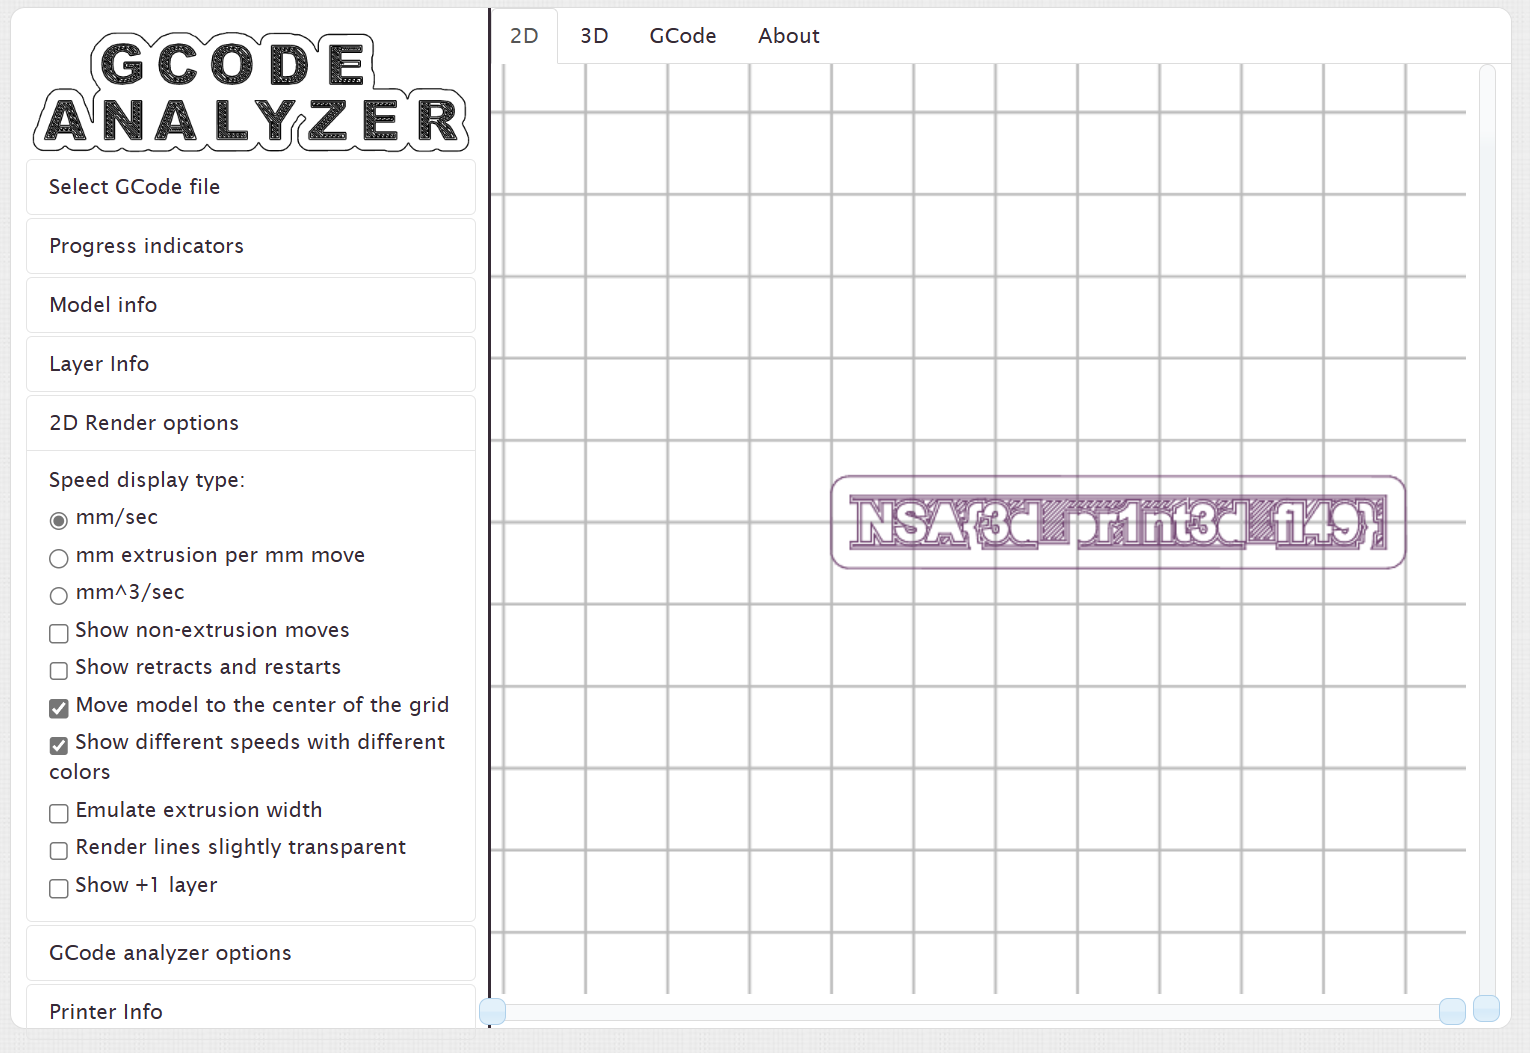 GCODE
ANALYZER
2D 3D GCode About
Select GCode file
Progress indicators
Model info
Layer Info
2D Render options
Speed display type:
mm/sec
mm extrusion per mm move
mm^3/sec
Show non-extrusion moves
Show retracts and restarts
Move model to the center of the grid
Show different speeds with different
colors
Emulate extrusion width
Render lines slightly transparent
Show +1 layer
GCode analyzer options
Printer Info
NSA{3d_pr1nt3d_fl49}